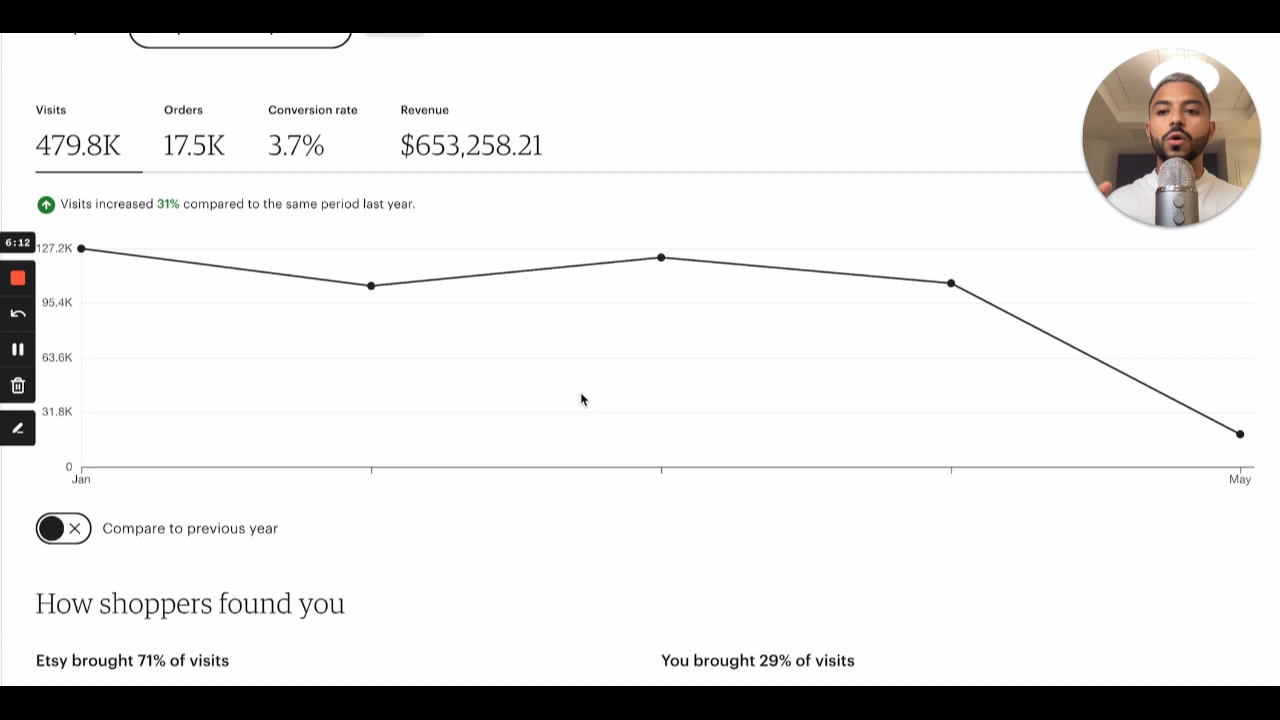 Visits Orders Conversion rate Revenue
479.8K 17.5K 3.7% $653,258.21
Visits increased 31% compared to the same period last year.
6:12
127.2K
95.4K
63.6K
31.8K
0
Jan May
Compare to previous year
How shoppers found you
Etsy brought 71% of visits You brought 29% of visits